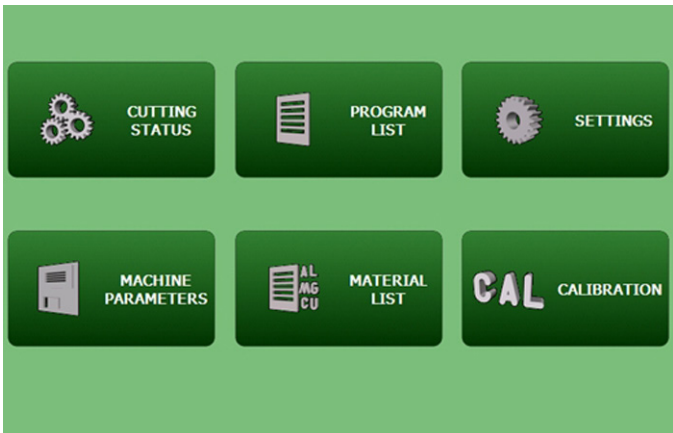 CUTTING
STATUS
PROGRAM
LIST
SETTINGS
MACHINE
PARAMETERS
AL
MG
CU
MATERIAL
LIST
CAL
CALIBRATION